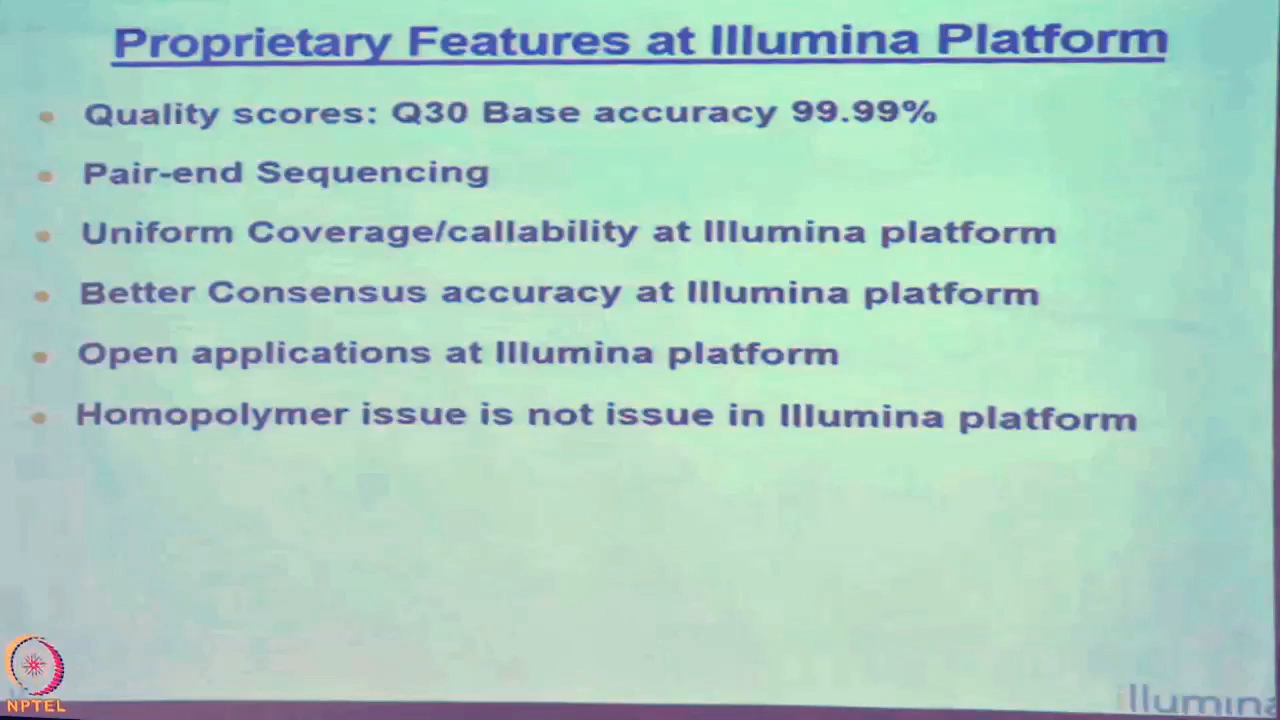 Proprietary Features at Illumina Platform
• Quality scores: Q30 Base accuracy 99.99%
• Pair-end Sequencing
• Uniform Coverage/callability at Illumina platform
• Better Consensus accuracy at Illumina platform
• Open applications at Illumina platform
• Homopolymer issue is not issue in Illumina platform
NPTEL
illumina